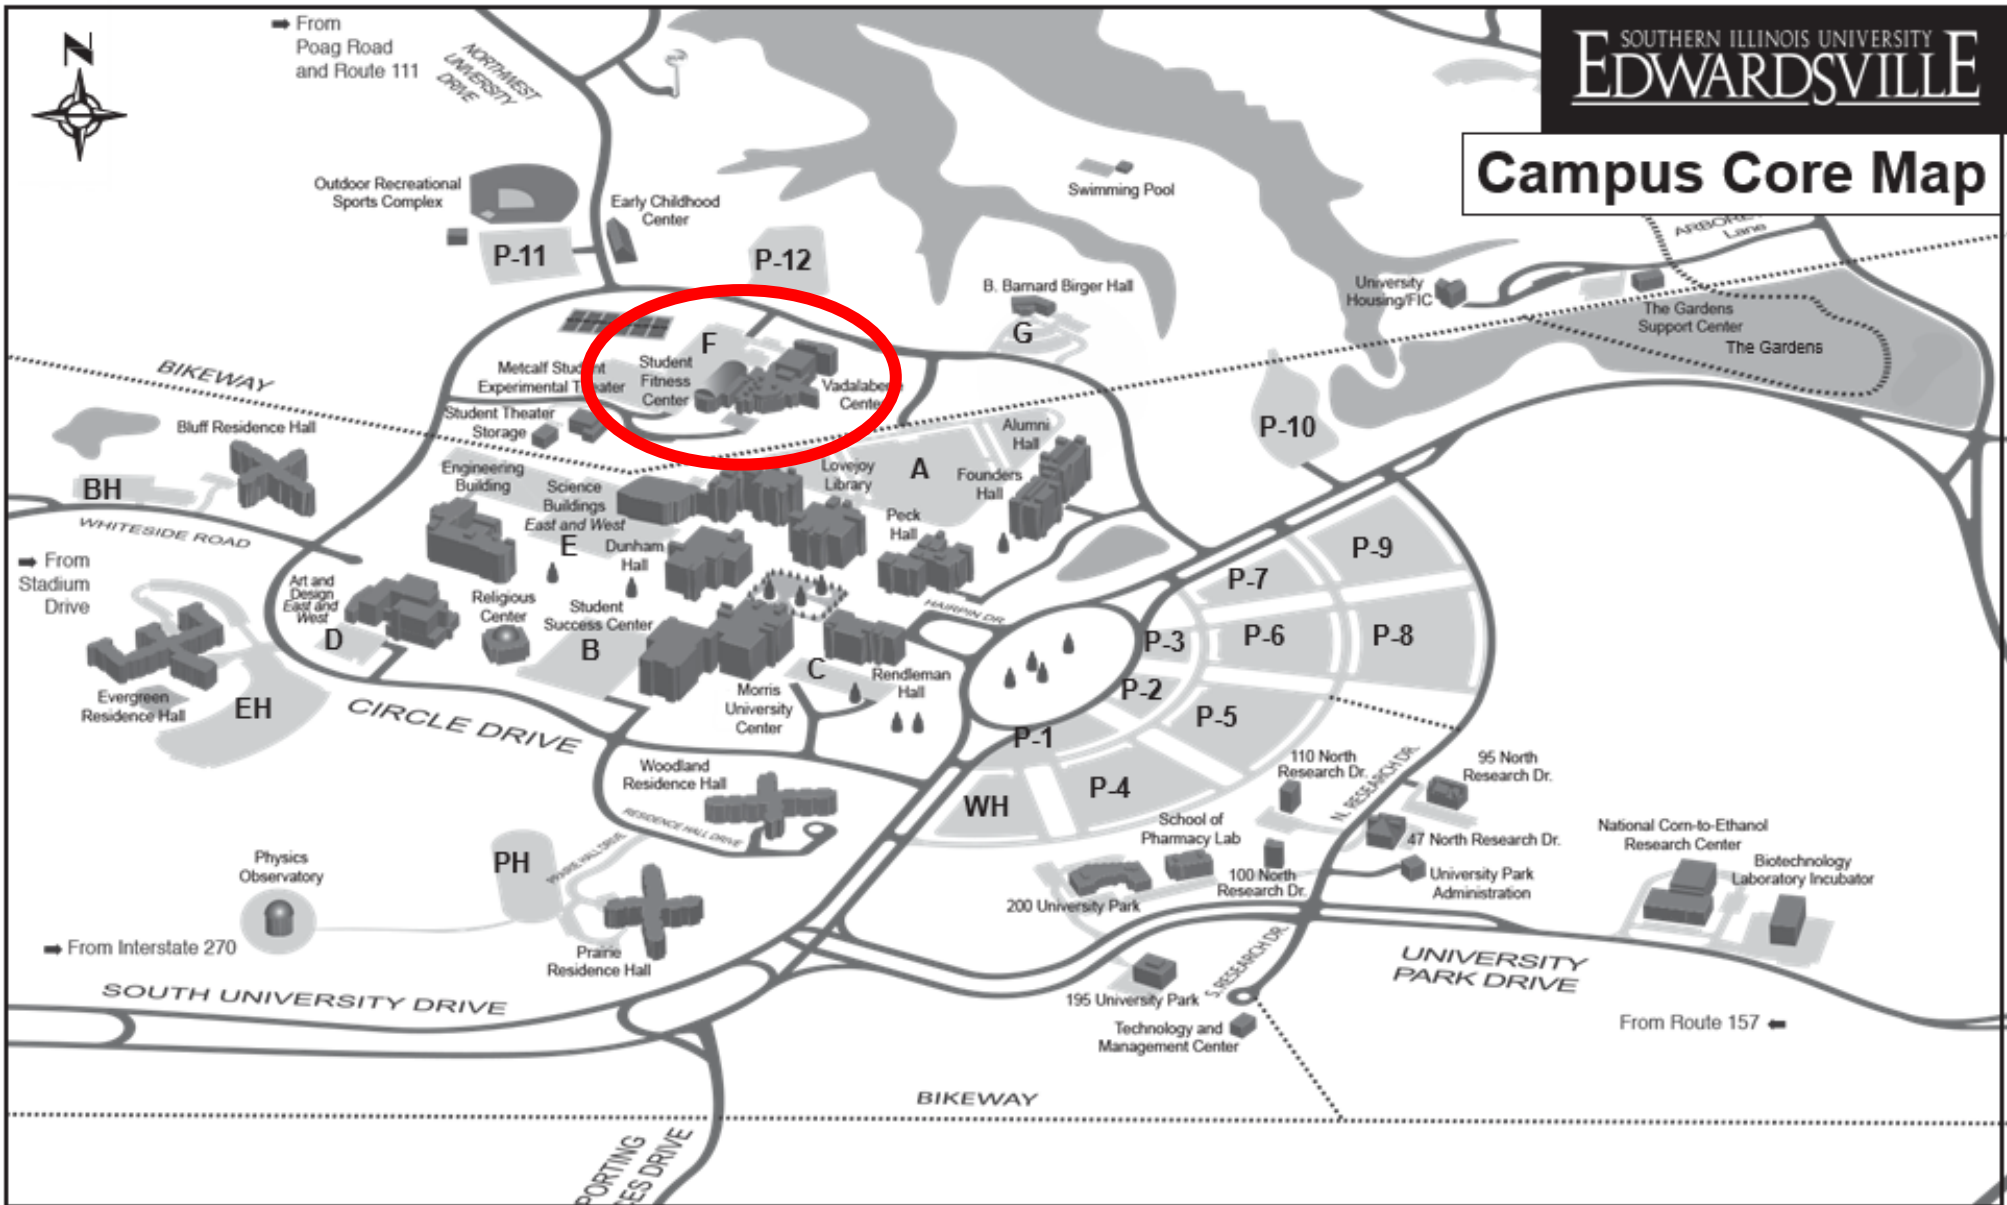 SOUTHERN ILLINOIS UNIVERSITY
EDWARDSVILLE
Campus Core Map
N
From
Poag Road
and Route 111
NORTHWEST
UNIVERSITY
DRIVE
Outdoor Recreational
Sports Complex
Early Childhood
Center
P-11
P-12
Swimming Pool
B. Barnard Birger Hall
G
University
Housing/FIC
Lane
The Gardens
Support Center
The Gardens
BIKEWAY
Metcalf Student
Experimental Theater
F
Student
Fitness
Center
Vadalabene
Center
Student Theater
Storage
Bluff Residence Hall
BH
WHITESIDE ROAD
Engineering
Building
Science
Buildings
East and West
E
Lovejoy
Library
A
Alumni
Hall
Founders
Hall
Peck
Hall
Dunham
Hall
P-10
P-9
P-7
P-8
P-6
P-3
P-2
P-5
P-1
P-4
WH
From
Stadium
Drive
Art and
Design
East and
West
D
Religious
Center
Student
Success Center
B
HAIRPIN DR.
C
Rendleman
Hall
Morris
University
Center
Evergreen
Residence Hall
EH
CIRCLE DRIVE
Woodland
Residence Hall
RESIDENCE HALL DRIVE
PRAIRIE HALL DRIVE
PH
Physics
Observatory
Prairie
Residence Hall
From Interstate 270
SOUTH UNIVERSITY DRIVE
110 North
Research Dr.
N. RESEARCH DR.
95 North
Research Dr.
School of
Pharmacy Lab
47 North Research Dr.
100 North
Research Dr.
University Park
Administration
200 University Park
National Corn-to-Ethanol
Research Center
Biotechnology
Laboratory Incubator
UNIVERSITY
PARK DRIVE
S. RESEARCH DR.
195 University Park
Technology and
Management Center
From Route 157
BIKEWAY
PORTING
CES DRIVE